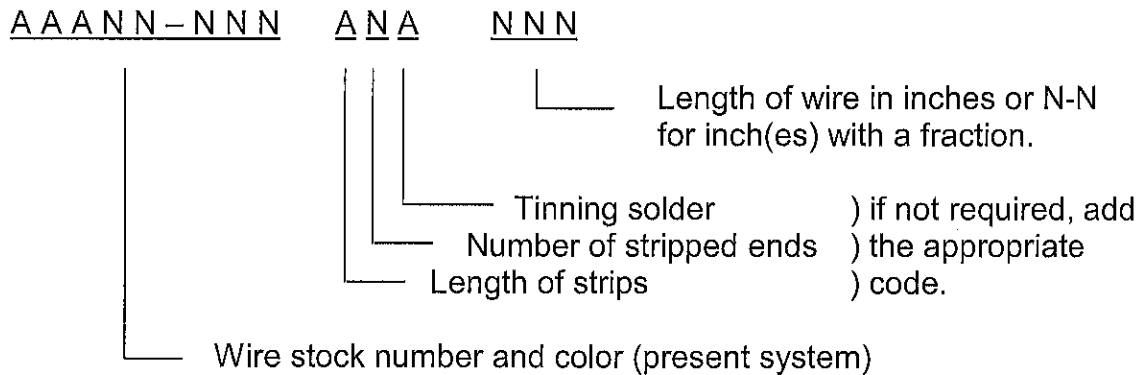 AAANN–NNN ANA NNN
Length of wire in inches or N-N
for inch(es) with a fraction.
Tinning solder ) if not required, add
Number of stripped ends ) the appropriate
Length of strips ) code.
Wire stock number and color (present system)